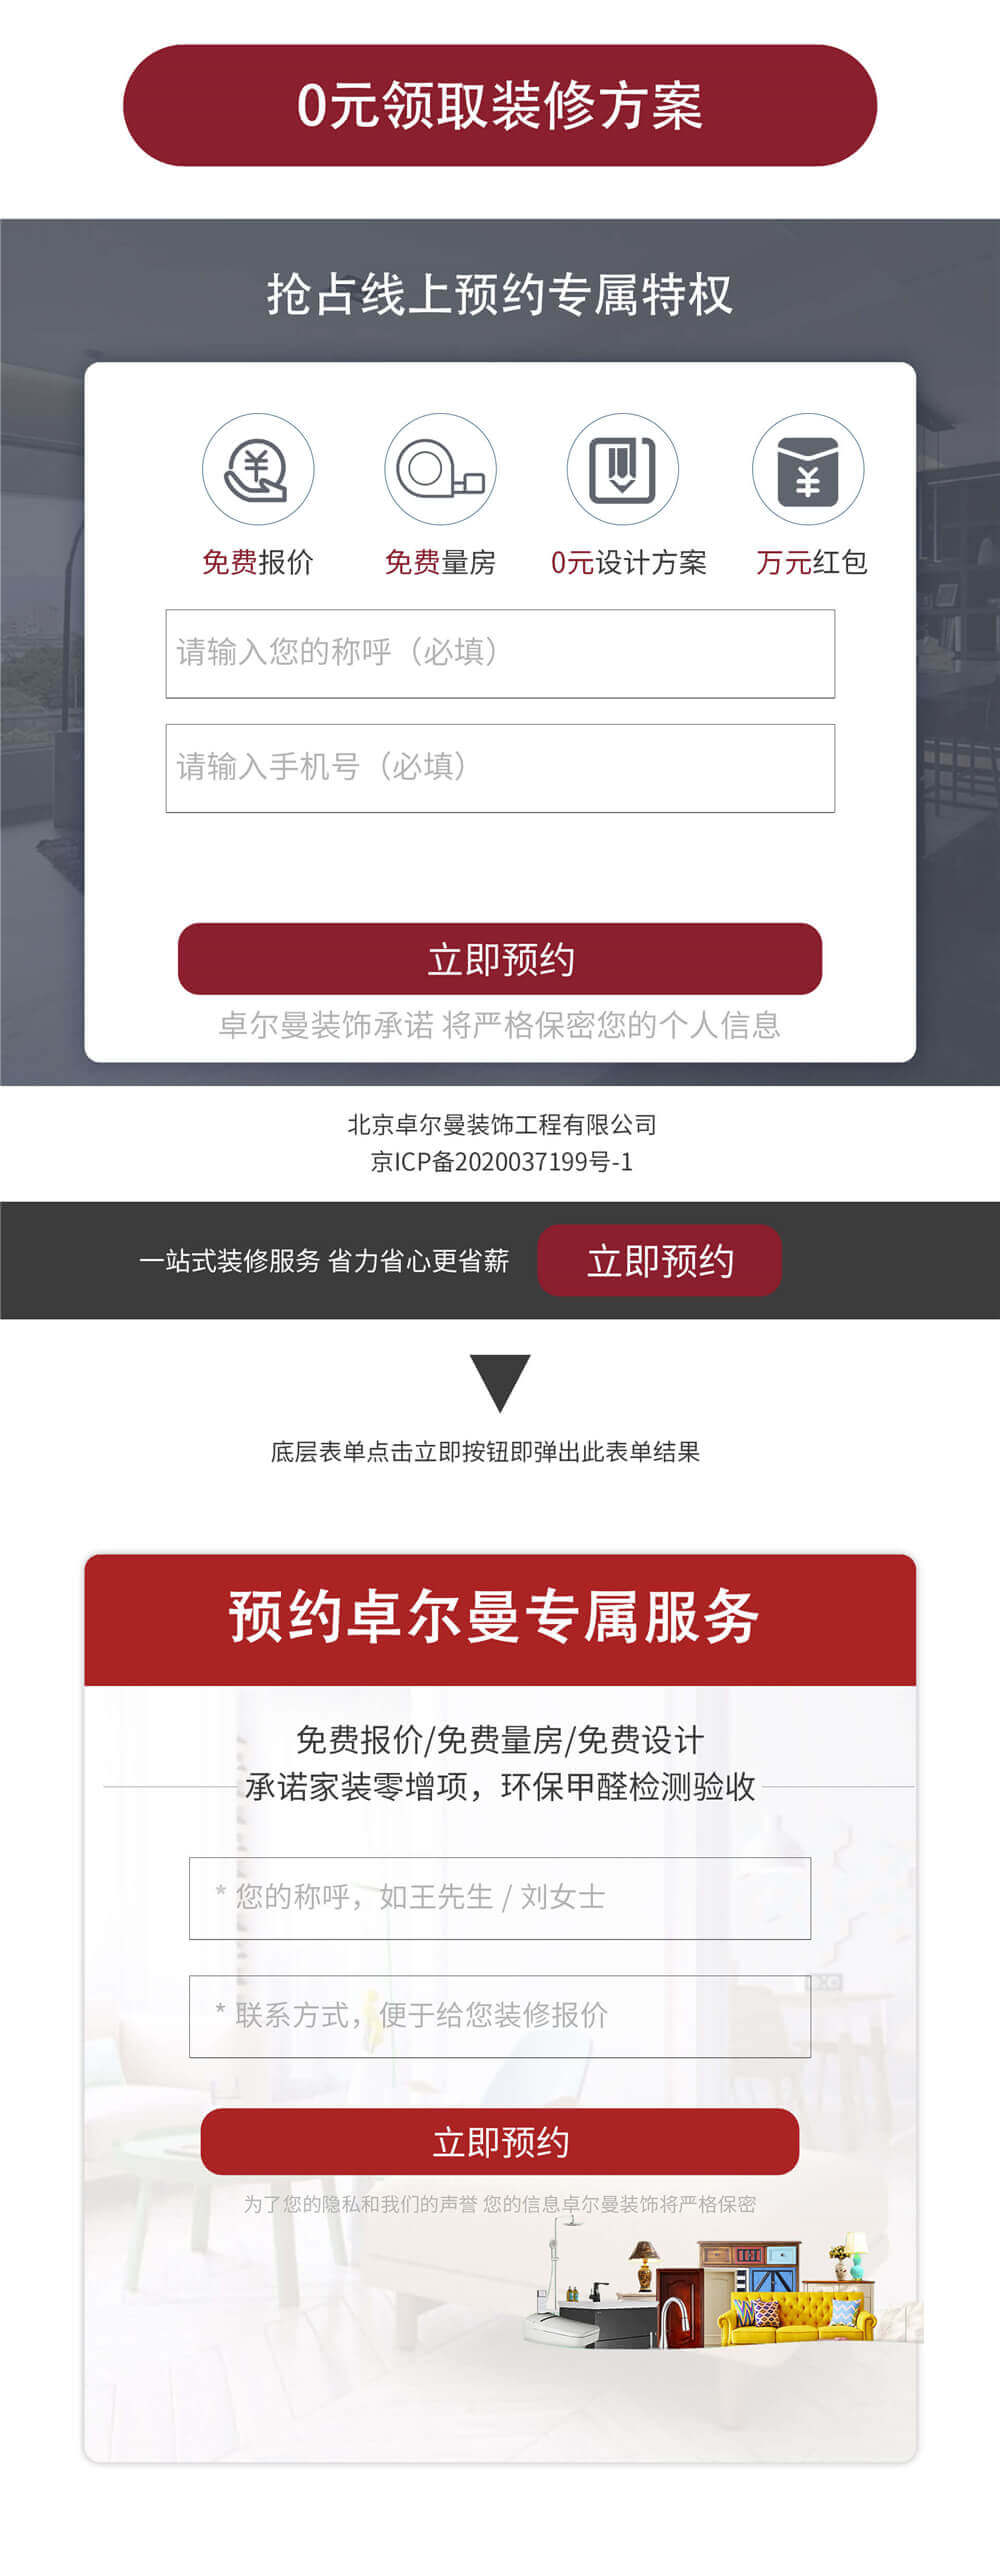 0元领取装修方案
抢占线上预约专属特权
免费报价 免费量房 0元设计方案 万元红包
请输入您的称呼（必填）
请输入手机号（必填）
立即预约
卓尔曼装饰承诺 将严格保密您的个人信息
北京卓尔曼装饰工程有限公司
京ICP备2020037199号-1
一站式装修服务 省力省心更省薪 立即预约
底层表单点击立即按钮即弹出此表单结果
预约卓尔曼专属服务
免费报价/免费量房/免费设计
承诺家装零增项，环保甲醛检测验收
* 您的称呼，如王先生 / 刘女士
* 联系方式，便于给您装修报价
立即预约
为了您的隐私和我们的声誉 您的信息卓尔曼装饰将严格保密